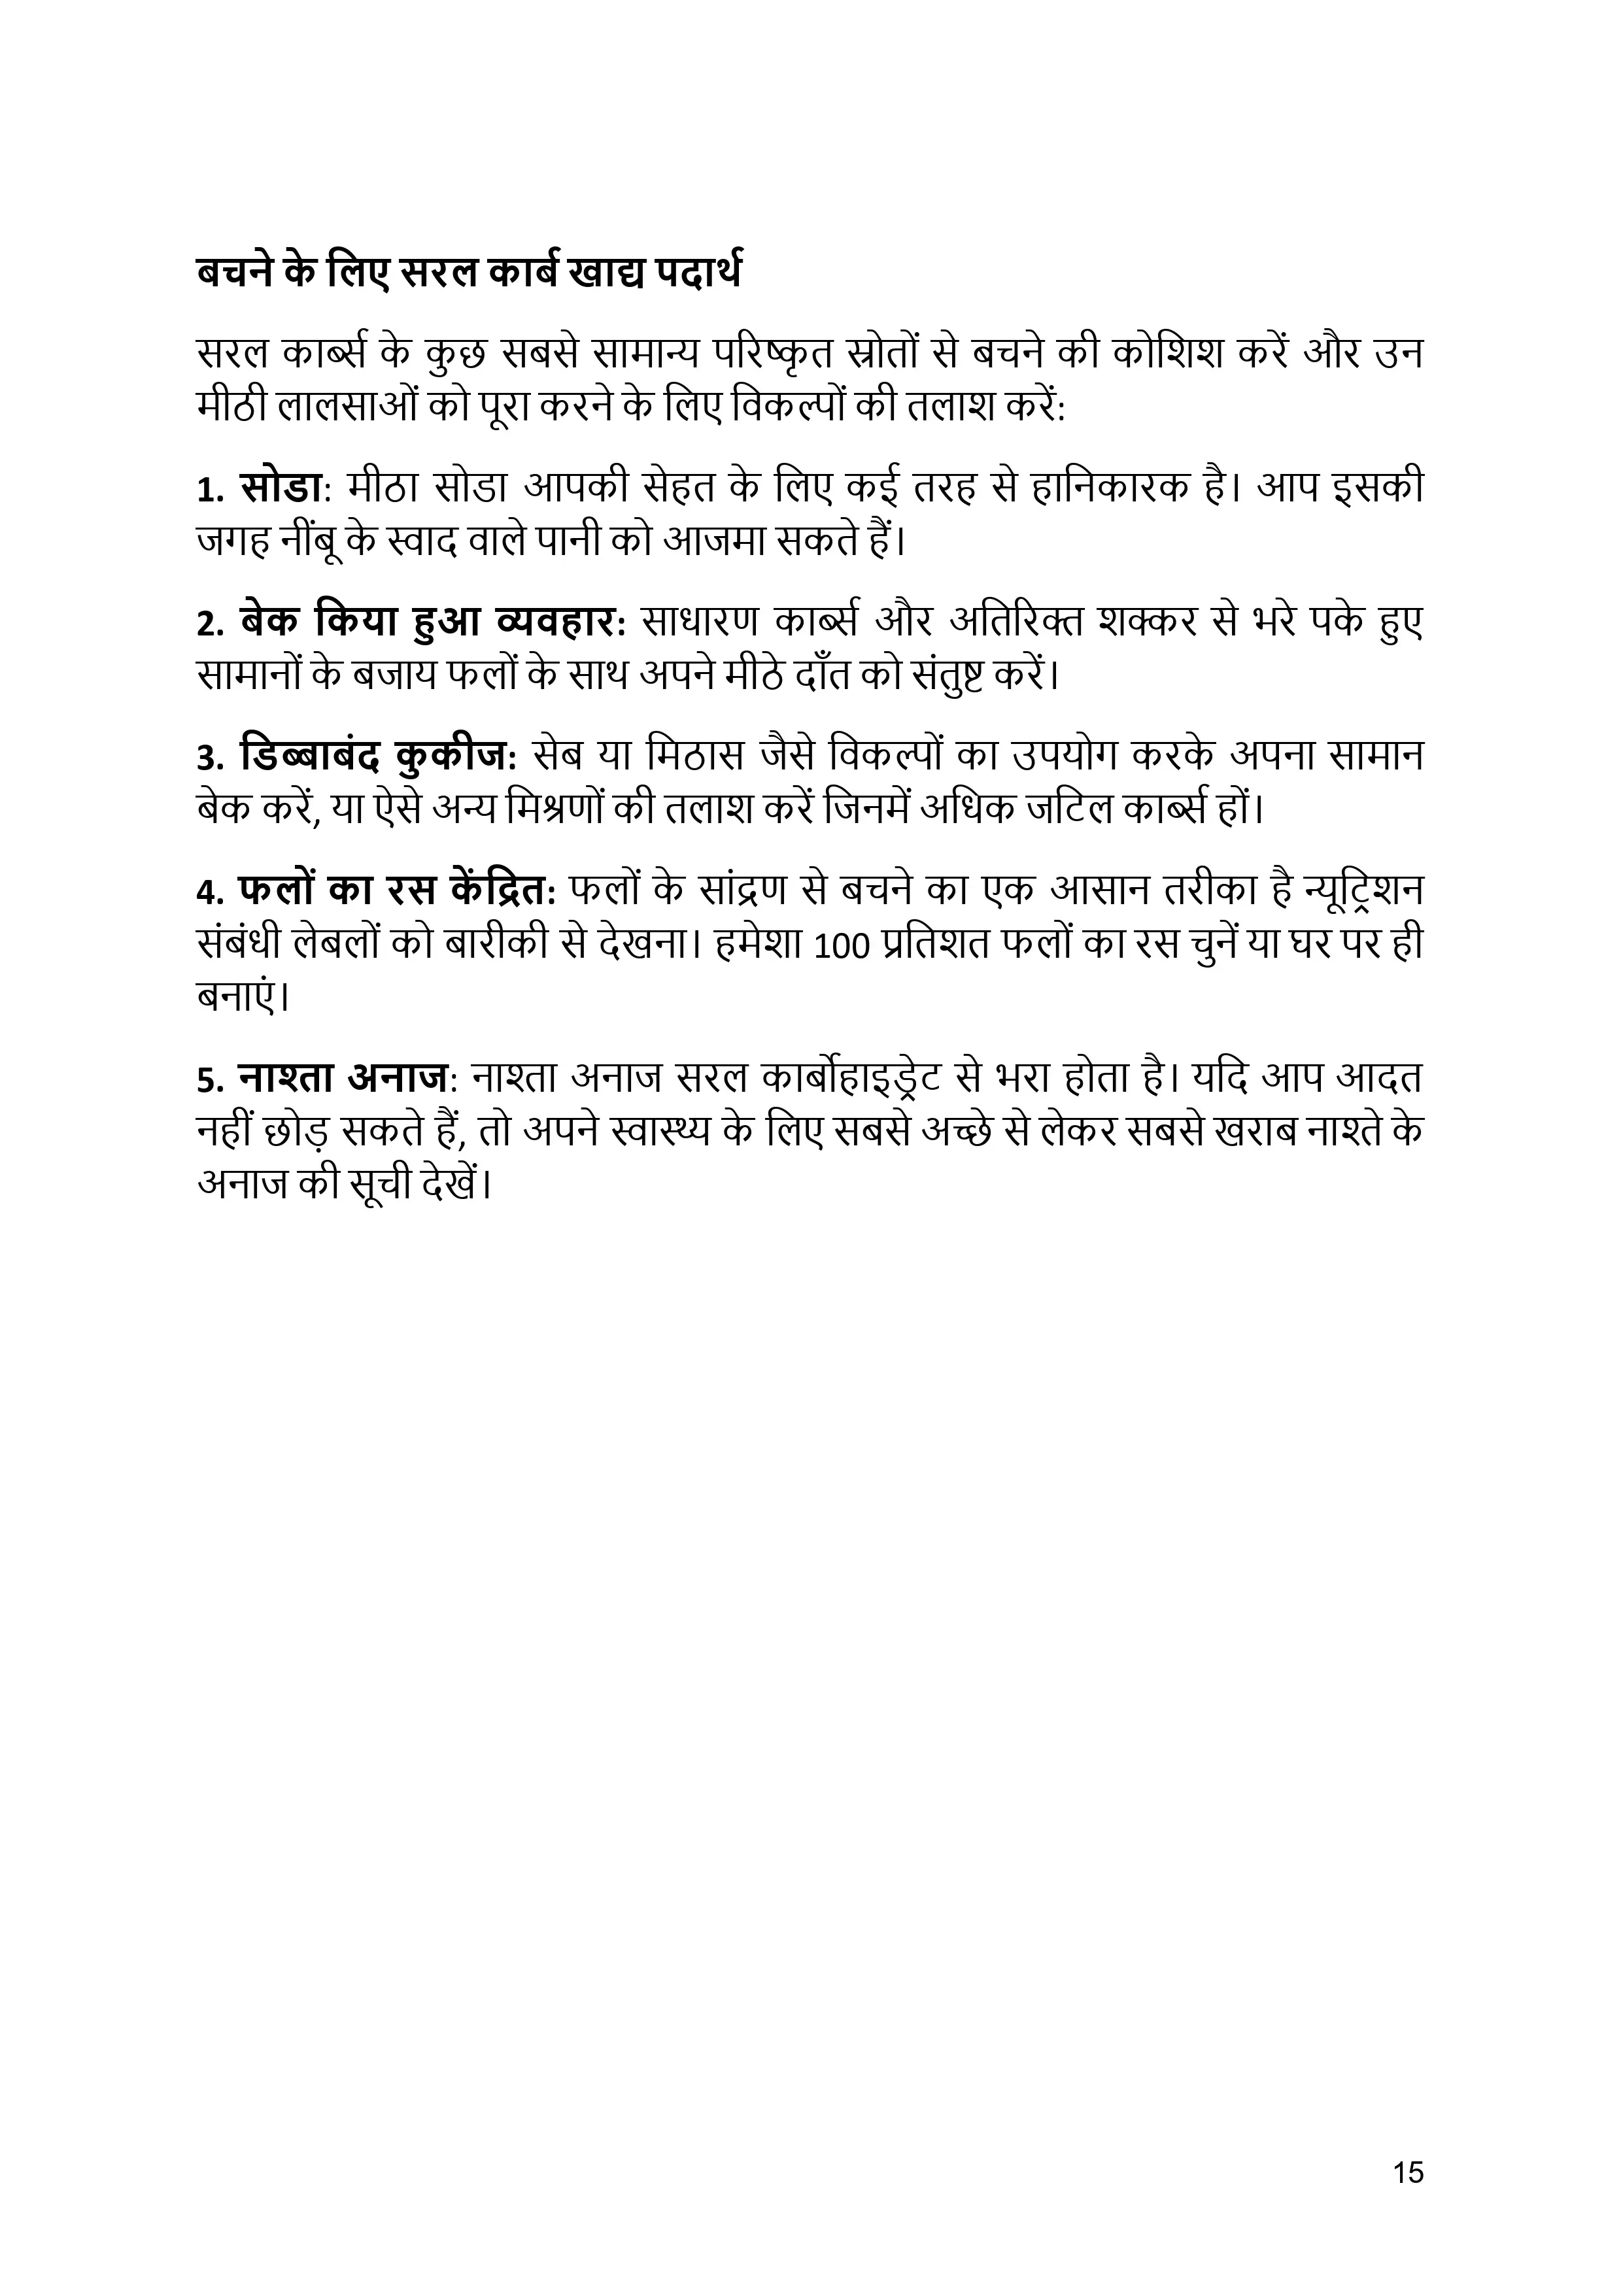 बचने के लिए सरल कार्ब खाद्य पदार्थ
सरल कार्ब्स के कुछ सबसे सामान्य परिष्कृत स्रोतों से बचने की कोशिश करें और उन
मीठी लालसाओं को पूरा करने के लिए विकल्पों की तलाश करें:
1. सोडा: मीठा सोडा आपकी सेहत के लिए कई तरह से हानिकारक है। आप इसकी
जगह नींबू के स्वाद वाले पानी को आजमा सकते हैं।
2. बेक किया हुआ व्यवहार: साधारण कार्ब्स और अतिरिक्त शक्कर से भरे पके हुए
सामानों के बजाय फलों के साथ अपने मीठे दाँत को संतुष्ट करें।
3. डिब्बाबंद कुकीज: सेब या मिठास जैसे विकल्पों का उपयोग करके अपना सामान
बेक करें, या ऐसे अन्य मिश्रणों की तलाश करें जिनमें अधिक जटिल कार्ब्स हों।
4. फलों का रस केंद्रित: फलों के सांद्रण से बचने का एक आसान तरीका है न्यूट्रिशन
संबंधी लेबलों को बारीकी से देखना। हमेशा 100 प्रतिशत फलों का रस चुनें या घर पर ही
बनाएं।
5. नाश्ता अनाज: नाश्ता अनाज सरल कार्बोहाइड्रेट से भरा होता है। यदि आप आदत
नहीं छोड़ सकते हैं, तो अपने स्वास्थ्य के लिए सबसे अच्छे से लेकर सबसे खराब नाश्ते के
अनाज की सूची देखें।
15